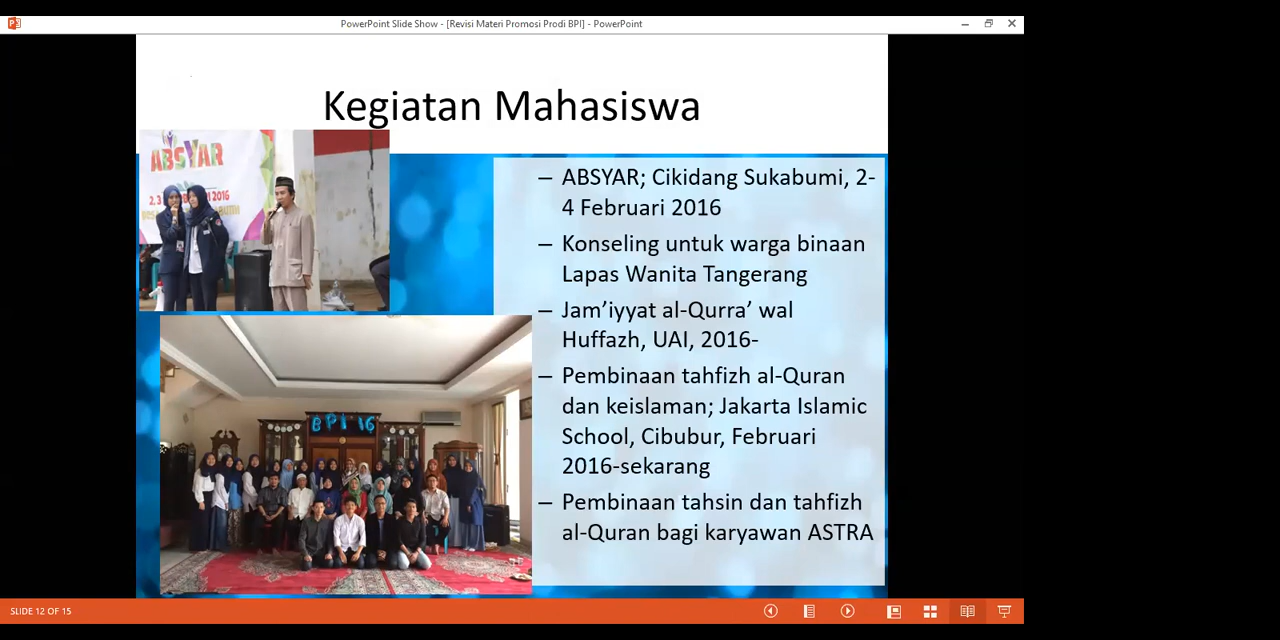 PowerPoint Slide Show - [Revisi Materi Promosi Prodi BPI] - PowerPoint
Kegiatan Mahasiswa
ABSYAR
2016
BPI 16
– ABSYAR; Cikidang Sukabumi, 2-
4 Februari 2016
– Konseling untuk warga binaan
Lapas Wanita Tangerang
– Jam’iyyat al-Qurra’ wal
Huffazh, UAI, 2016-
– Pembinaan tahfizh al-Quran
dan keislaman; Jakarta Islamic
School, Cibubur, Februari
2016-sekarang
– Pembinaan tahsin dan tahfizh
al-Quran bagi karyawan ASTRA
SLIDE 12 OF 15